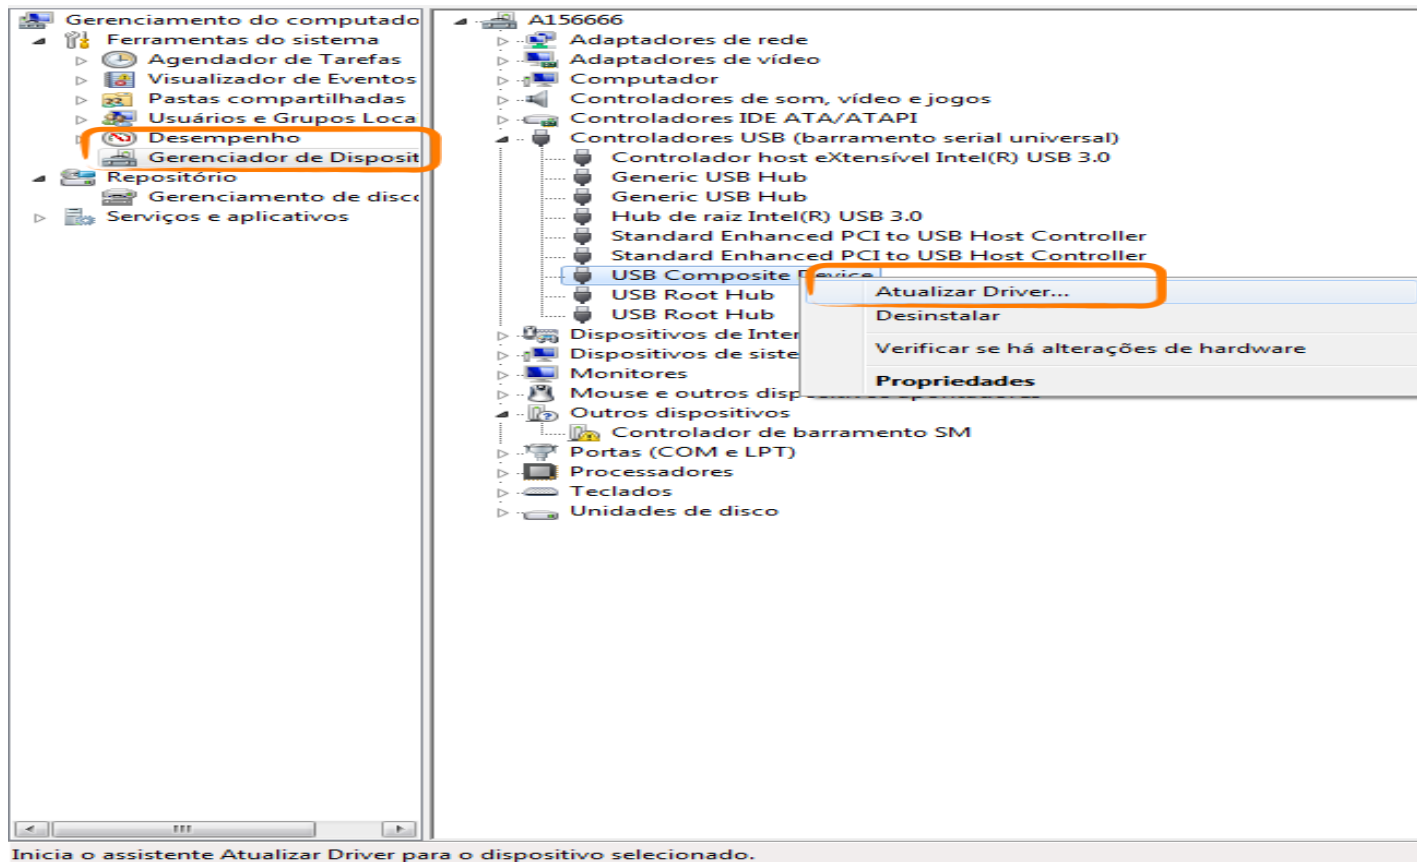 Gerenciamento do computado
Ferramentas do sistema
Agendador de Tarefas
Visualizador de Eventos
Pastas compartilhadas
Usuários e Grupos Loca
Desempenho
Gerenciador de Disposit
Repositório
Gerenciamento de disc
Serviços e aplicativos
A156666
Adaptadores de rede
Adaptadores de vídeo
Computador
Controladores de som, vídeo e jogos
Controladores IDE ATA/ATAPI
Controladores USB (barramento serial universal)
Controlador host eXtensível Intel(R) USB 3.0
Generic USB Hub
Generic USB Hub
Hub de raiz Intel(R) USB 3.0
Standard Enhanced PCI to USB Host Controller
Standard Enhanced PCI to USB Host Controller
USB Composite Device
USB Root Hub
USB Root Hub
Dispositivos de Inter
Dispositivos de siste
Monitores
Mouse e outros disp
Outros dispositivos
Controlador de barramento SM
Portas (COM e LPT)
Processadores
Teclados
Unidades de disco
Atualizar Driver...
Desinstalar
Verificar se há alterações de hardware
Propriedades
Inicia o assistente Atualizar Driver para o dispositivo selecionado.